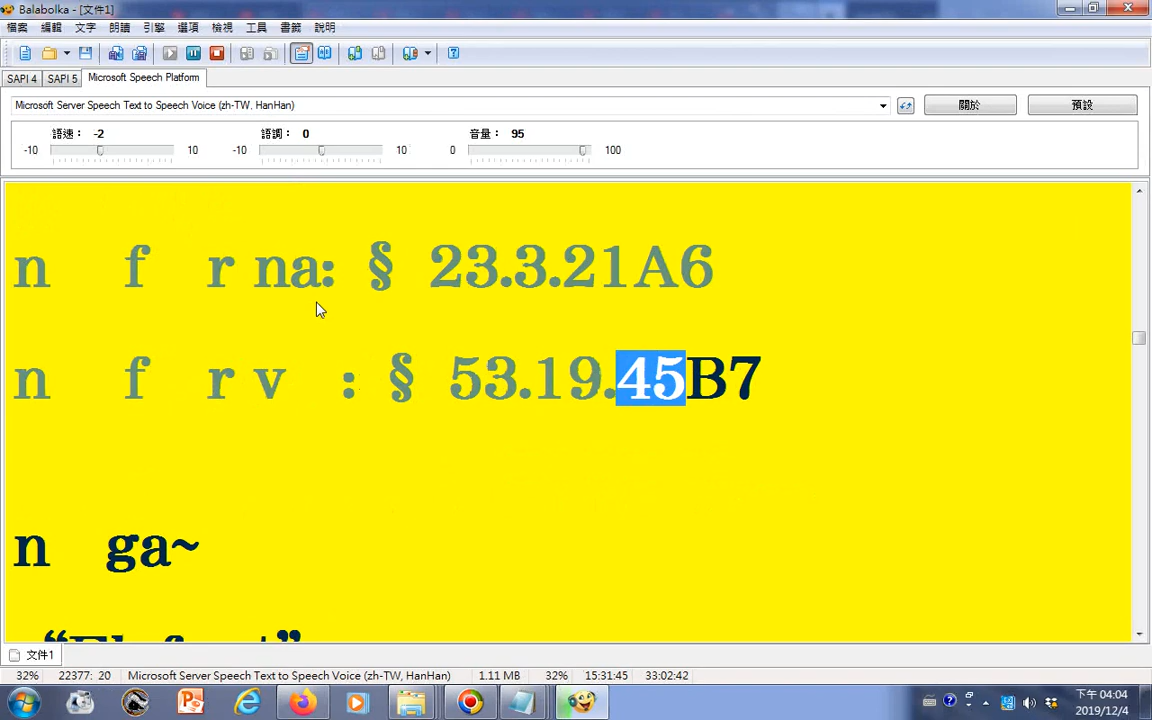 Balabolka - [文件1]
檔案 編輯 文字 朗讀 引擎 選項 檢視 工具 書籤 說明
SAPI 4 SAPI 5 Microsoft Speech Platform
Microsoft Server Speech Text to Speech Voice (zh-TW, HanHan) 關於 預設
語速： -2 語調： 0 音量： 95
-10 10 -10 10 0 100
n f r na: § 23.3.21A6
n f r v : § 53.19.45B7
n ga~
文件1
32% 22377: 20 Microsoft Server Speech Text to Speech Voice (zh-TW, HanHan) 1.11 MB 32% 15:31:45 33:02:42
下午 04:04
2019/12/4